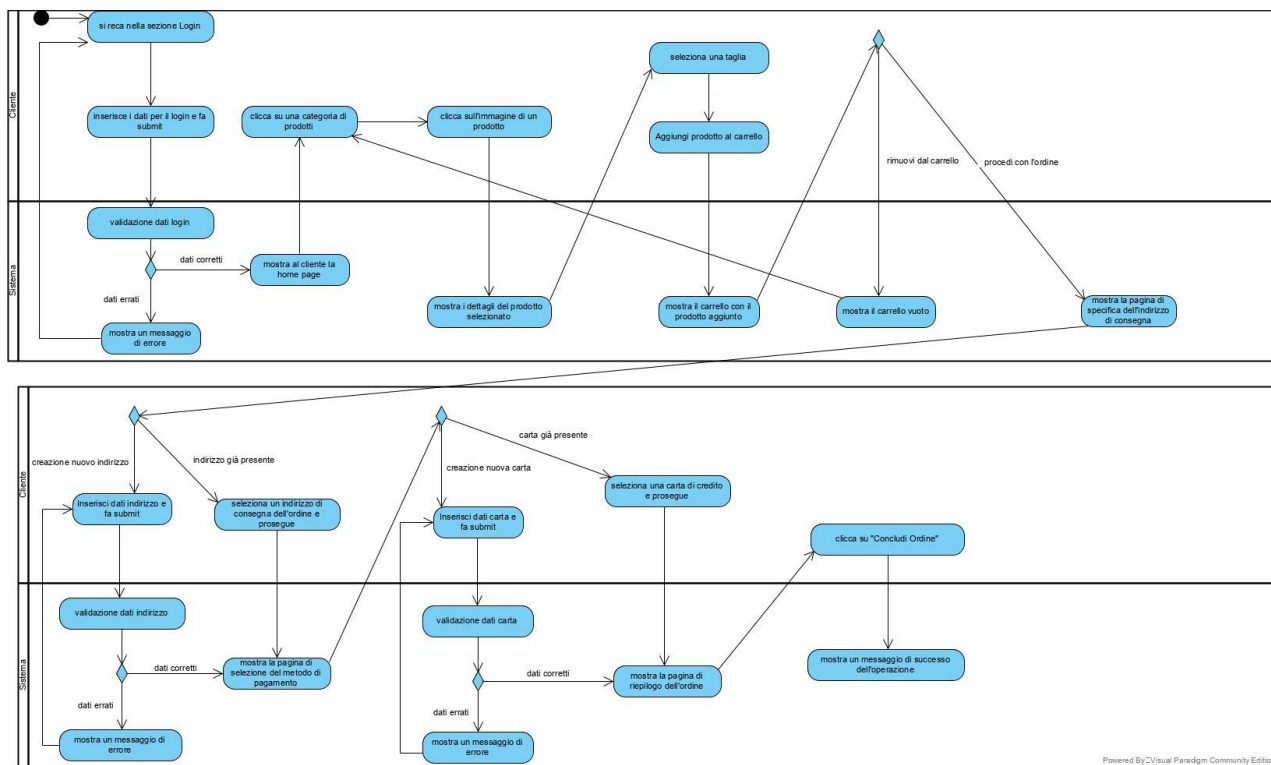 si reca nella sezione Login
seleziona una taglia
Cliente
inserisce i dati per il login e fa
submit
clicca su una categoria di
prodotti
clicca sull'immagine di un
prodotto
Aggiungi prodotto al carrello
rimuovi dal carrello
procedi con l'ordine
Sistema
validazione dati login
dati corretti
mostra al cliente la
home page
dati errati
mostra i dettagli del prodotto
selezionato
mostra il carrello con il
prodotto aggiunto
mostra il carrello vuoto
mostra la pagina di
specifica dell'indirizzo
di consegna
mostra un messaggio
di errore
Cliente
creazione nuovo indirizzo
indirizzo già presente
carta già presente
creazione nuova carta
Inserisci dati indirizzo e
fa submit
seleziona un indirizzo di
consegna dell'ordine e
prosegue
Inserisci dati carta e
fa submit
seleziona una carta di credito
e prosegue
clicca su "Concludi Ordine"
Sistema
validazione dati indirizzo
validazione dati carta
dati corretti
mostra la pagina di
selezione del metodo di
pagamento
dati corretti
mostra la pagina di
riepilogo dell'ordine
mostra un messaggio di successo
dell'operazione
dati errati
dati errati
mostra un messaggio di
errore
mostra un messaggio di
errore
Powered By Visual Paradigm Community Edition